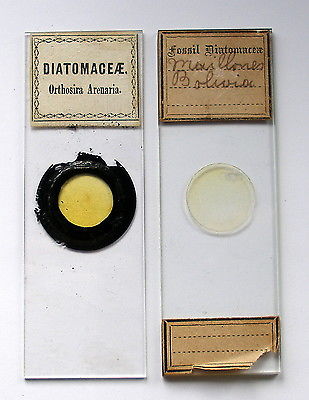 DIATOMACEÆ.
Orthosira Arenaria.
Fossil Diatomaceæ
Maillones
Bolivia